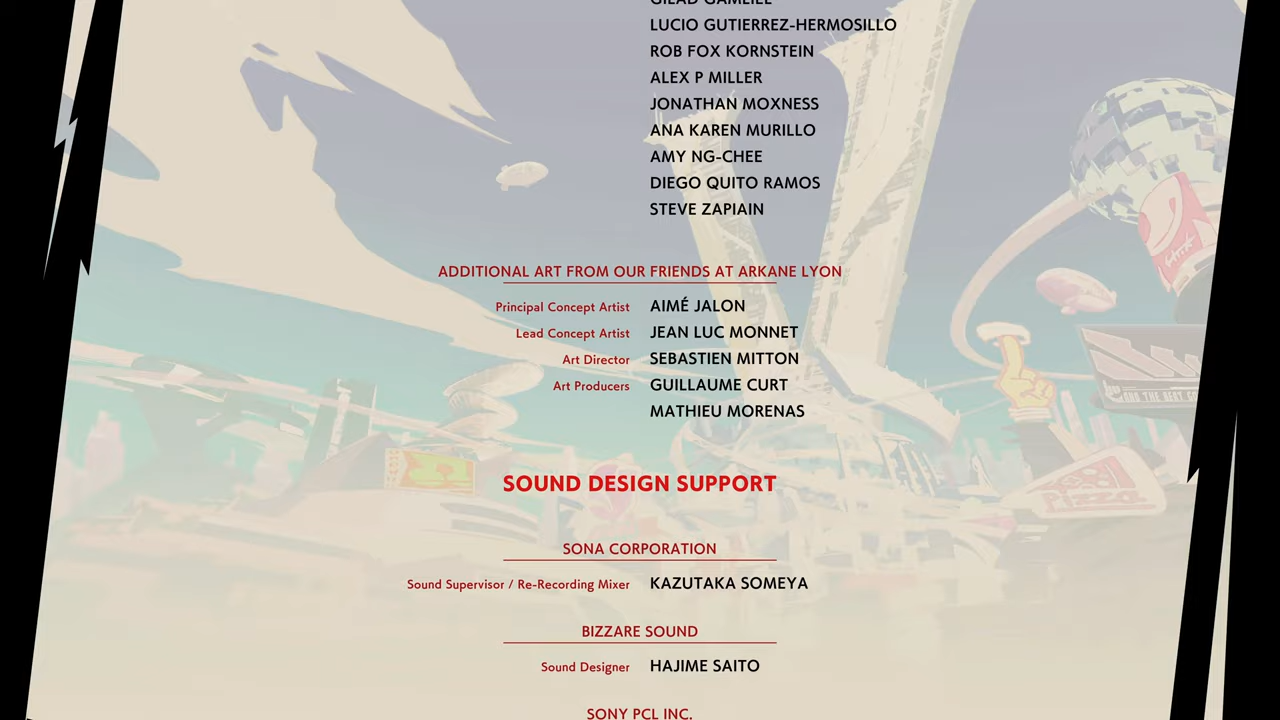 LUCIO GUTIERREZ-HERMOSILLO
ROB FOX KORNSTEIN
ALEX P MILLER
JONATHAN MOXNESS
ANA KAREN MURILLO
AMY NG-CHEE
DIEGO QUITO RAMOS
STEVE ZAPIAIN
ADDITIONAL ART FROM OUR FRIENDS AT ARKANE LYON
Principal Concept Artist AIMÉ JALON
Lead Concept Artist JEAN LUC MONNET
Art Director SEBASTIEN MITTON
Art Producers GUILLAUME CURT
MATHIEU MORENAS
SOUND DESIGN SUPPORT
SONA CORPORATION
Sound Supervisor / Re-Recording Mixer KAZUTAKA SOMEYA
BIZZARE SOUND
Sound Designer HAJIME SAITO
SONY PCL INC.
Pizza